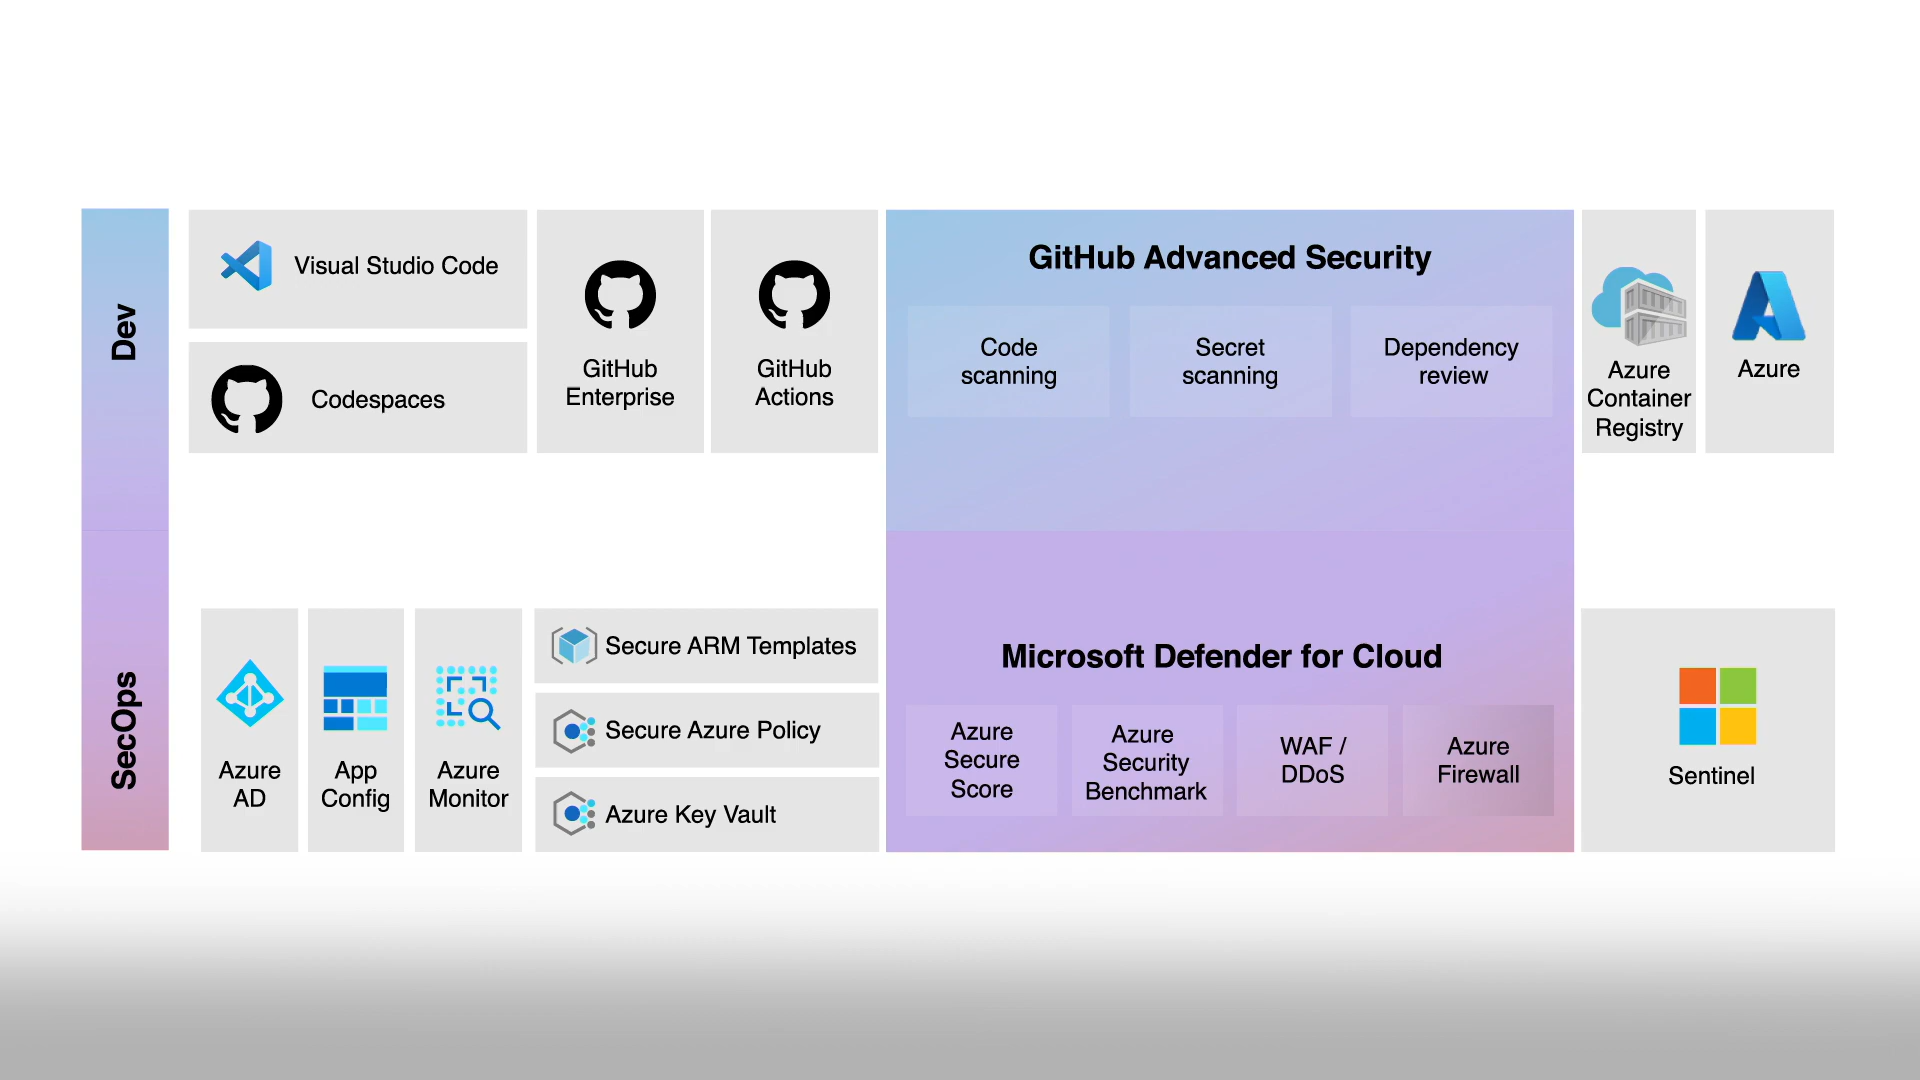 Dev
Visual Studio Code
Codespaces
GitHub
Enterprise
GitHub
Actions
GitHub Advanced Security
Code
scanning
Secret
scanning
Dependency
review
Azure
Container
Registry
Azure
SecOps
Azure
AD
App
Config
Azure
Monitor
Secure ARM Templates
Secure Azure Policy
Azure Key Vault
Microsoft Defender for Cloud
Azure
Secure
Score
Azure
Security
Benchmark
WAF /
DDoS
Azure
Firewall
Sentinel